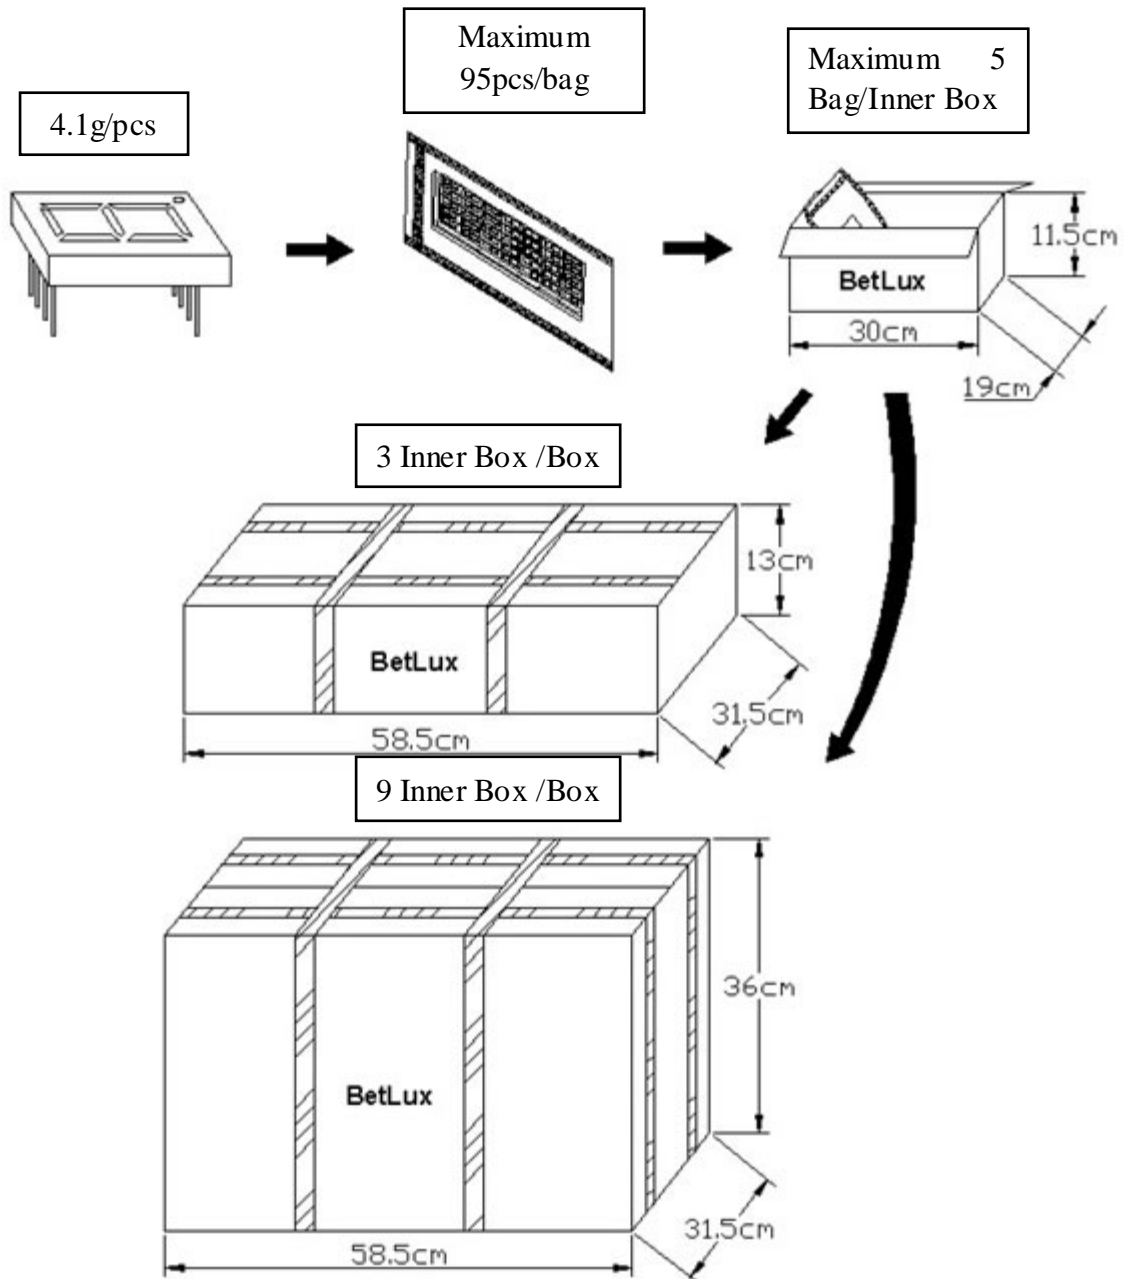 4.1g/pcs
Maximum
95pcs/bag
Maximum 5
Bag/Inner Box
BetLux
11.5cm
30cm
19cm
3 Inner Box /Box
BetLux
13cm
31.5cm
58.5cm
9 Inner Box /Box
BetLux
36cm
31.5cm
58.5cm